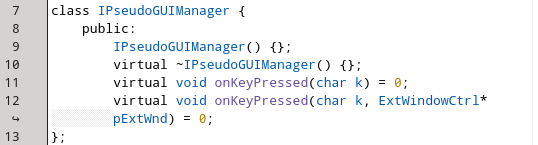 7 class IPseudoGUIManager {
8     public:
9         IPseudoGUIManager() {};
10         virtual ~IPseudoGUIManager() {};
11         virtual void onKeyPressed(char k) = 0;
12         virtual void onKeyPressed(char k, ExtWindowCtrl*
↪         pExtWnd) = 0;
13 };